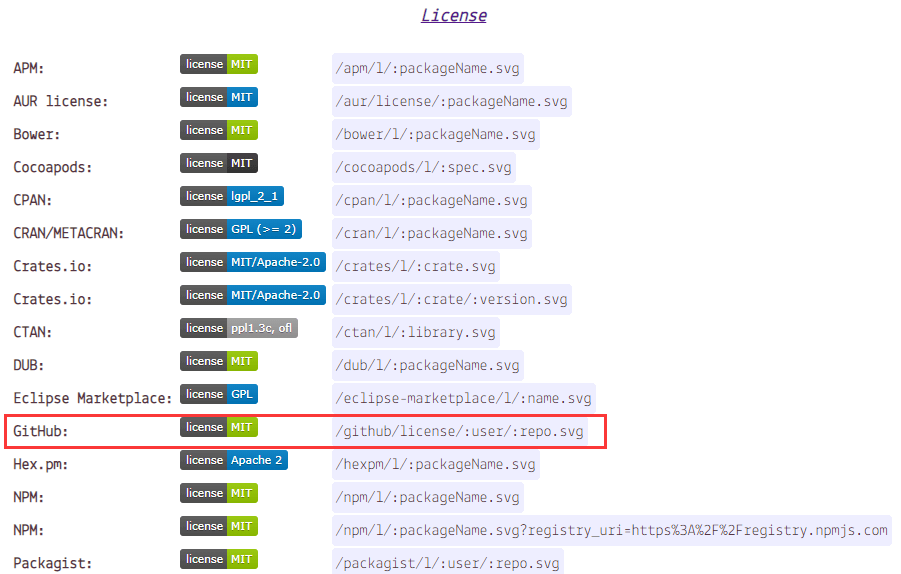 License
APM: license MIT /apm/l/:packageName.svg
AUR license: license MIT /aur/license/:packageName.svg
Bower: license MIT /bower/l/:packageName.svg
Cocoapods: license MIT /cocoapods/l/:spec.svg
CPAN: license lgpl_2_1 /cpan/l/:packageName.svg
CRAN/METACRAN: license GPL (>= 2) /cran/l/:packageName.svg
Crates.io: license MIT/Apache-2.0 /crates/l/:crate.svg
Crates.io: license MIT/Apache-2.0 /crates/l/:crate/:version.svg
CTAN: license ppl1.3c, ofl /ctan/l/:library.svg
DUB: license MIT /dub/l/:packageName.svg
Eclipse Marketplace: license GPL /eclipse-marketplace/l/:name.svg
GitHub: license MIT /github/license/:user/:repo.svg
Hex.pm: license Apache 2 /hexpm/l/:packageName.svg
NPM: license MIT /npm/l/:packageName.svg
NPM: license MIT /npm/l/:packageName.svg?registry_uri=https%3A%2F%2Fregistry.npmjs.com
Packagist: license MIT /packagist/l/:user/:repo.svg